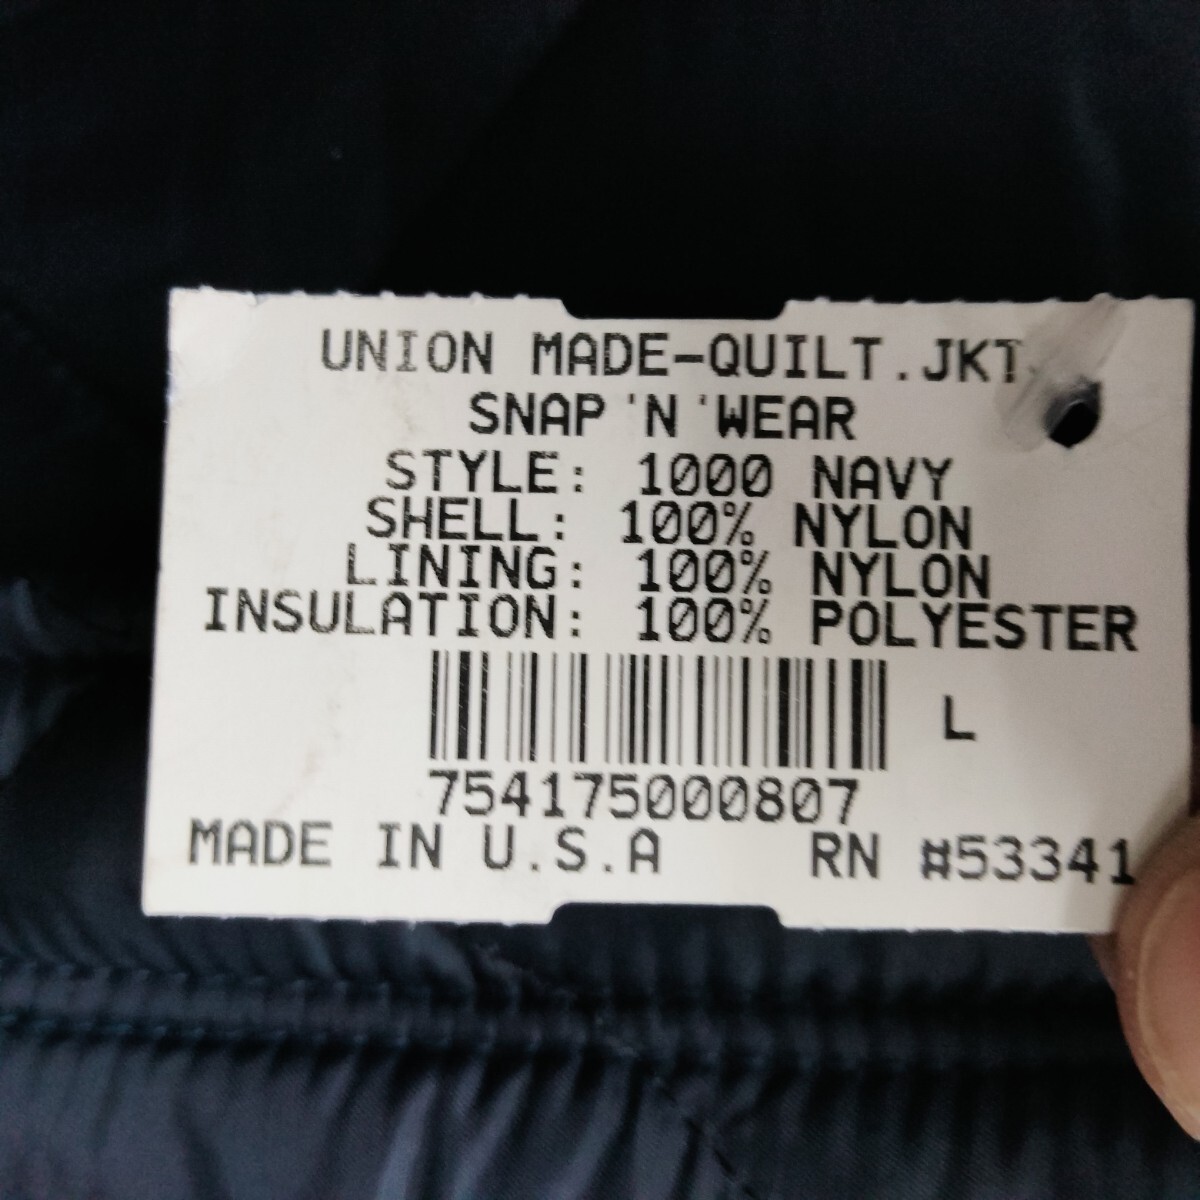 UNION MADE-QUILT.JKT.
SNAP 'N 'WEAR
STYLE: 1000 NAVY
SHELL: 100% NYLON
LINING: 100% NYLON
INSULATION: 100% POLYESTER
L
754175000807
MADE IN U.S.A RN #53341